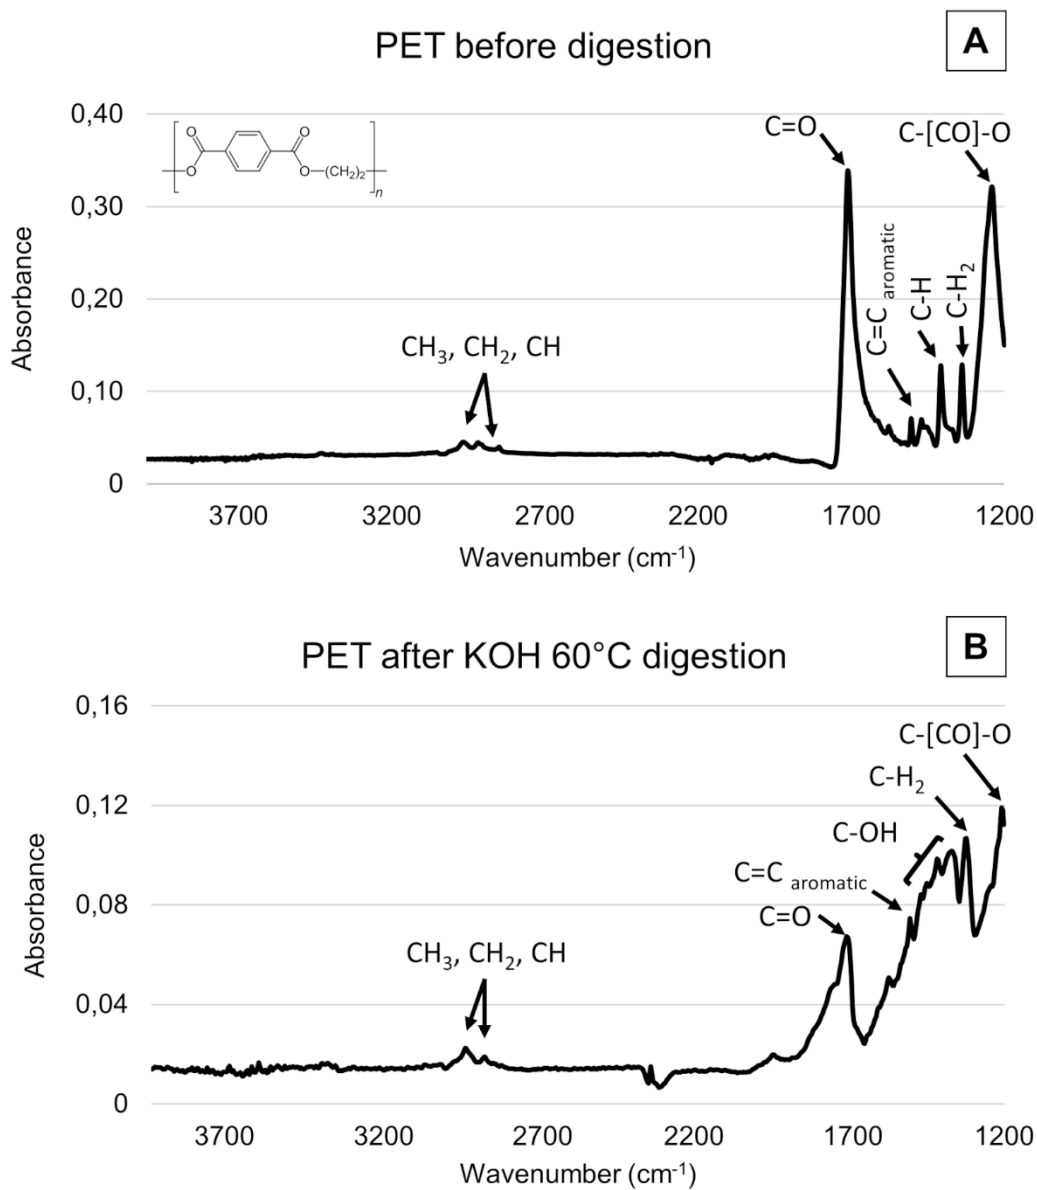 PET before digestion
A
0,40
0,30
0,20
0,10
0
Absorbance
O
O
O
O
(CH₂)₂
n
CH₃, CH₂, CH
C=O
C=C aromatic
C-H
C-H₂
C-[CO]-O
3700 3200 2700 2200 1700 1200
Wavenumber (cm⁻¹)
PET after KOH 60°C digestion
B
0,16
0,12
0,08
0,04
0
Absorbance
CH₃, CH₂, CH
C=O
C=C aromatic
C-OH
C-H₂
C-[CO]-O
3700 3200 2700 2200 1700 1200
Wavenumber (cm⁻¹)